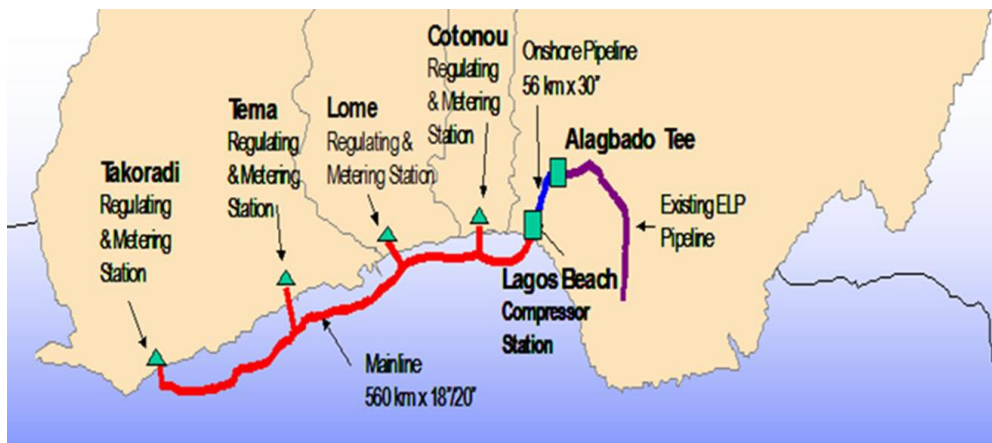 Takoradi
Regulating
& Metering
Station
Tema
Regulating
& Metering
Station
Lome
Regulating &
Metering Station
Cotonou
Regulating
& Metering
Station
Onshore Pipeline
56 km x 30"
Alagbado Tee
Existing ELP
Pipeline
Lagos Beach
Compressor
Station
Mainline
560 km x 18"/20"